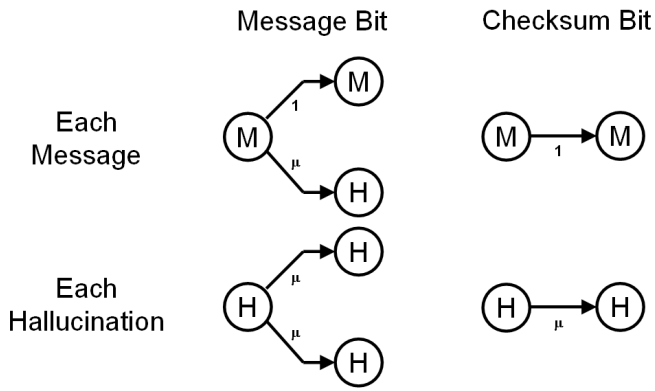 Message Bit Checksum Bit
M
1
M M M
Each
Message
1
μ
H
H
Each
Hallucination
μ
H H H
μ
μ
H